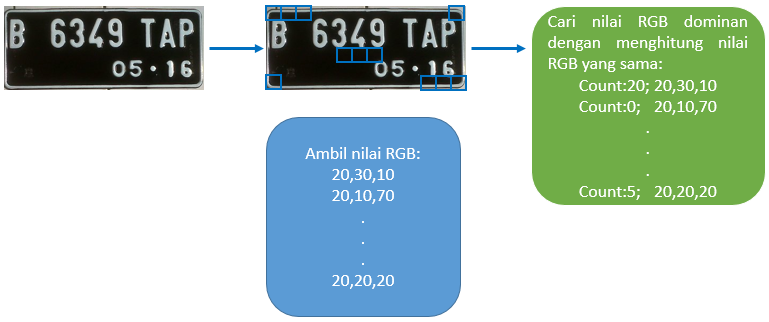 B 6349 TAP
05·16
B 6349 TAP
05·16
Ambil nilai RGB:
20,30,10
20,10,70
.
.
.
20,20,20
Cari nilai RGB dominan
dengan menghitung nilai
RGB yang sama:
Count:20; 20,30,10
Count:0; 20,10,70
.
.
.
Count:5; 20,20,20